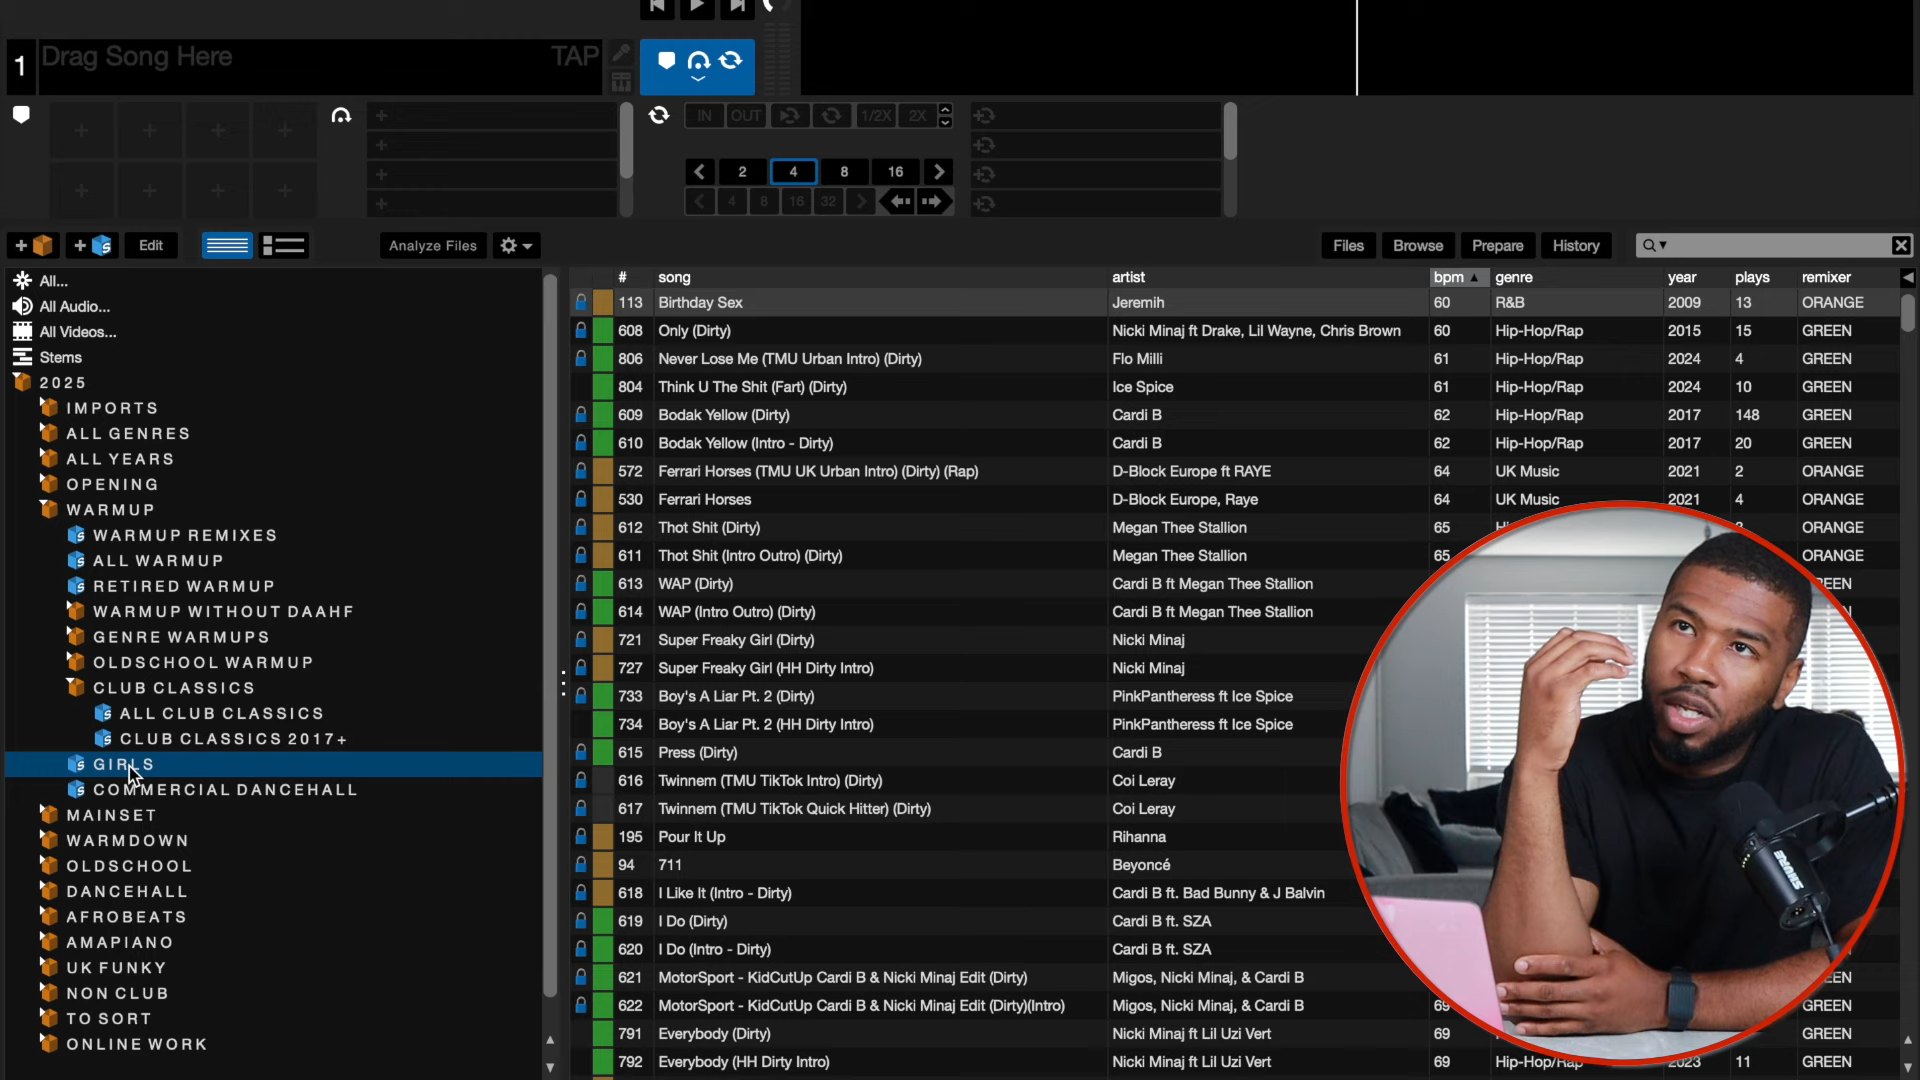 1 Drag Song Here TAP
IN OUT 1/2X 2X
2 4 8 16
4 8 16 32
Edit Analyze Files Files Browse Prepare History
All...
All Audio...
All Videos...
Stems
2025
IMPORTS
ALL GENRES
ALL YEARS
OPENING
WARMUP
WARMUP REMIXES
ALL WARMUP
RETIRED WARMUP
WARMUP WITHOUT DAAHF
GENRE WARMUPS
OLDSCHOOL WARMUP
CLUB CLASSICS
ALL CLUB CLASSICS
CLUB CLASSICS 2017+
GIRLS
COMMERCIAL DANCEHALL
MAINSET
WARMDOWN
OLDSCHOOL
DANCEHALL
AFROBEATS
AMAPIANO
UK FUNKY
NON CLUB
TO SORT
ONLINE WORK
# song artist bpm genre year plays remixer
113 Birthday Sex Jeremih 60 R&B 2009 13 ORANGE
608 Only (Dirty) Nicki Minaj ft Drake, Lil Wayne, Chris Brown 60 Hip-Hop/Rap 2015 15 GREEN
806 Never Lose Me (TMU Urban Intro) (Dirty) Flo Milli 61 Hip-Hop/Rap 2024 4 GREEN
804 Think U The Shit (Fart) (Dirty) Ice Spice 61 Hip-Hop/Rap 2024 10 GREEN
609 Bodak Yellow (Dirty) Cardi B 62 Hip-Hop/Rap 2017 148 GREEN
610 Bodak Yellow (Intro - Dirty) Cardi B 62 Hip-Hop/Rap 2017 20 GREEN
572 Ferrari Horses (TMU UK Urban Intro) (Dirty) (Rap) D-Block Europe ft RAYE 64 UK Music 2021 2 ORANGE
530 Ferrari Horses D-Block Europe, Raye 64 UK Music 2021 4 ORANGE
612 Thot Shit (Dirty) Megan Thee Stallion 65 ORANGE
611 Thot Shit (Intro Outro) (Dirty) Megan Thee Stallion 65 ORANGE
613 WAP (Dirty) Cardi B ft Megan Thee Stallion
614 WAP (Intro Outro) (Dirty) Cardi B ft Megan Thee Stallion
721 Super Freaky Girl (Dirty) Nicki Minaj
727 Super Freaky Girl (HH Dirty Intro) Nicki Minaj
733 Boy's A Liar Pt. 2 (Dirty) PinkPantheress ft Ice Spice
734 Boy's A Liar Pt. 2 (HH Dirty Intro) PinkPantheress ft Ice Spice
615 Press (Dirty) Cardi B
616 Twinnem (TMU TikTok Intro) (Dirty) Coi Leray
617 Twinnem (TMU TikTok Quick Hitter) (Dirty) Coi Leray
195 Pour It Up Rihanna
94 711 Beyoncé
618 I Like It (Intro - Dirty) Cardi B ft. Bad Bunny & J Balvin
619 I Do (Dirty) Cardi B ft. SZA
620 I Do (Intro - Dirty) Cardi B ft. SZA
621 MotorSport - KidCutUp Cardi B & Nicki Minaj Edit (Dirty) Migos, Nicki Minaj, & Cardi B
622 MotorSport - KidCutUp Cardi B & Nicki Minaj Edit (Dirty)(Intro) Migos, Nicki Minaj, & Cardi B 69 GREEN
791 Everybody (Dirty) Nicki Minaj ft Lil Uzi Vert 69 GREEN
792 Everybody (HH Dirty Intro) Nicki Minaj ft Lil Uzi Vert 69 Hip-Hop/Rap 2023 11 GREEN
SHURE